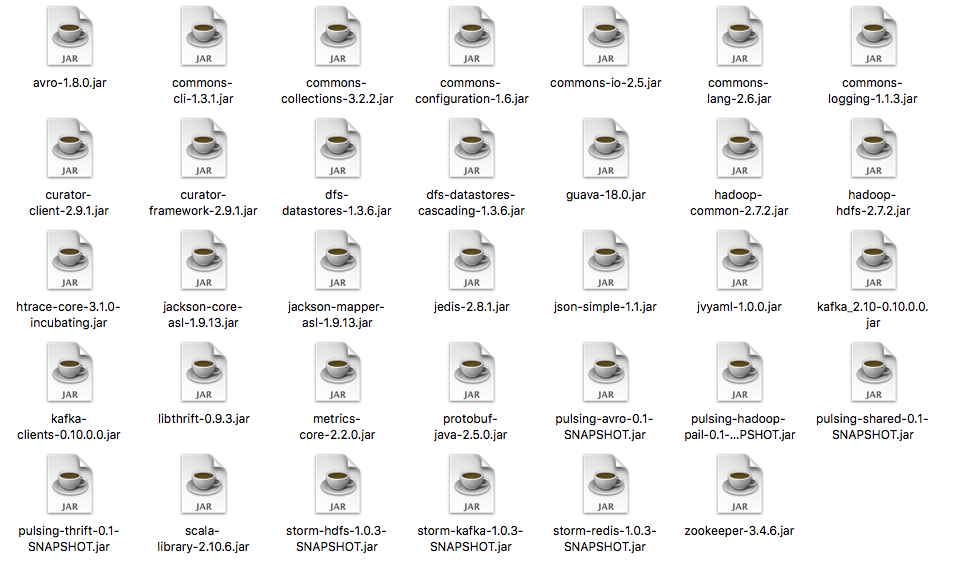 JAR JAR JAR JAR JAR JAR JAR
avro-1.8.0.jar commons- commons- commons- commons-io-2.5.jar commons- commons-
cli-1.3.1.jar collections-3.2.2.jar configuration-1.6.jar lang-2.6.jar logging-1.1.3.jar
JAR JAR JAR JAR JAR JAR JAR
curator- curator- dfs- dfs-datastores- guava-18.0.jar hadoop- hadoop-
client-2.9.1.jar framework-2.9.1.jar datastores-1.3.6.jar cascading-1.3.6.jar common-2.7.2.jar hdfs-2.7.2.jar
JAR JAR JAR JAR JAR JAR JAR
htrace-core-3.1.0- jackson-core- jackson-mapper- jedis-2.8.1.jar json-simple-1.1.jar jvyaml-1.0.0.jar kafka_2.10-0.10.0.0.
incubating.jar asl-1.9.13.jar asl-1.9.13.jar jar
JAR JAR JAR JAR JAR JAR JAR
kafka- libthrift-0.9.3.jar metrics- protobuf- pulsing-avro-0.1- pulsing-hadoop- pulsing-shared-0.1-
clients-0.10.0.0.jar core-2.2.0.jar java-2.5.0.jar SNAPSHOT.jar pail-0.1-...PSHOT.jar SNAPSHOT.jar
JAR JAR JAR JAR JAR JAR
pulsing-thrift-0.1- scala- storm-hdfs-1.0.3- storm-kafka-1.0.3- storm-redis-1.0.3- zookeeper-3.4.6.jar
SNAPSHOT.jar library-2.10.6.jar SNAPSHOT.jar SNAPSHOT.jar SNAPSHOT.jar